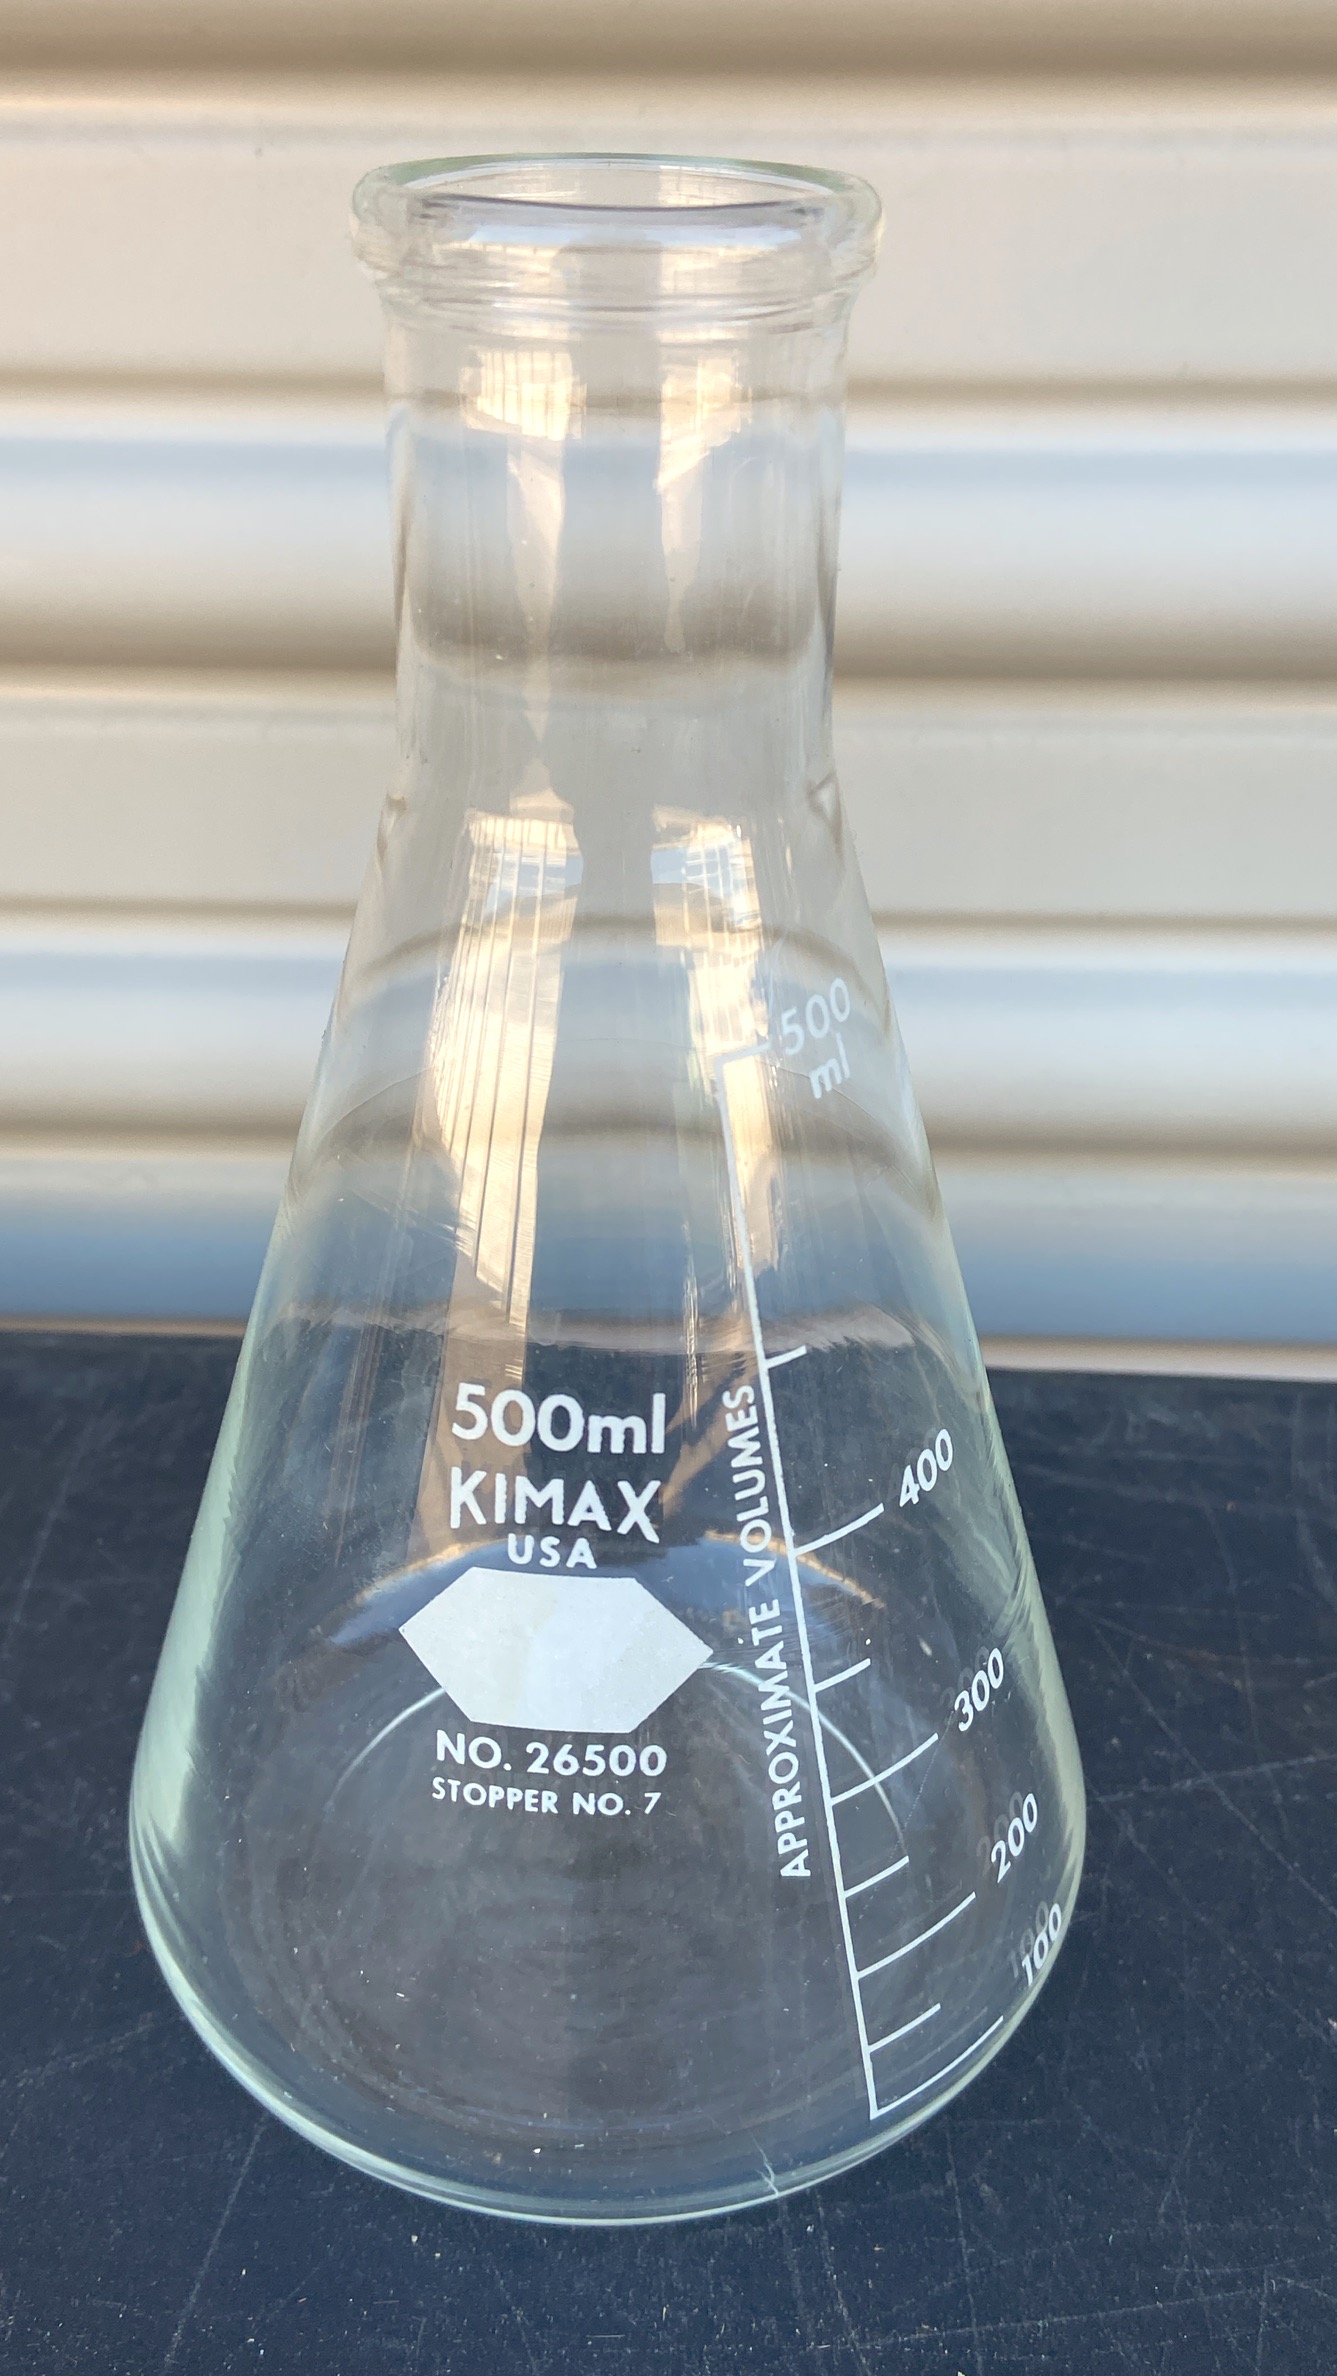 500ml
KIMAX
USA
NO. 26500
STOPPER NO. 7
APPROXIMATE VOLUMES
500
ml
400
300
200
100